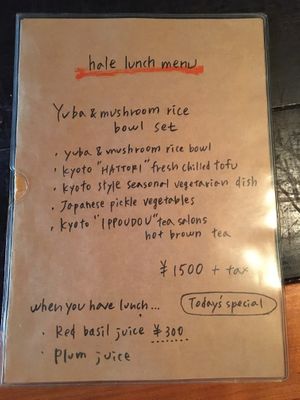 hale lunch menu
Yuba & mushroom rice
bowl set
· yuba & mushroom rice bowl
· Kyoto "HATTORI" fresh chilled tofu
· Kyoto style seasonal vegetarian dish
· Japanese pickle vegetables
· Kyoto "IPPOUDOU" tea salons
hot brown tea
¥1500 + tax
when you have lunch... Today's special
· Red basil juice ¥300
· Plum juice